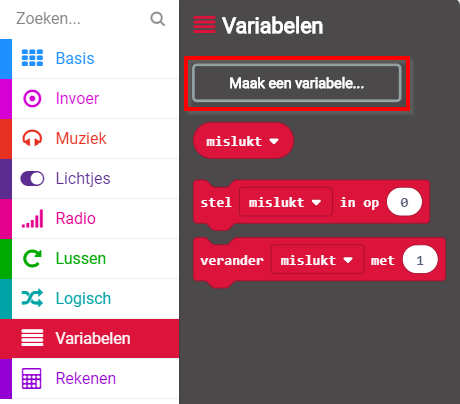 Zoeken...
Basis
Invoer
Muziek
Lichtjes
Radio
Lussen
Logisch
Variabelen
Rekenen
Variabelen
Maak een variabele...
mislukt
stel mislukt in op 0
verander mislukt met 1